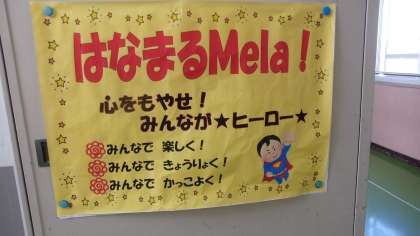 はなまるMela!
心をもやせ!
みんなが★ヒーロー★
みんなで 楽しく!
みんなで きょうりょく!
みんなで かっこよく!